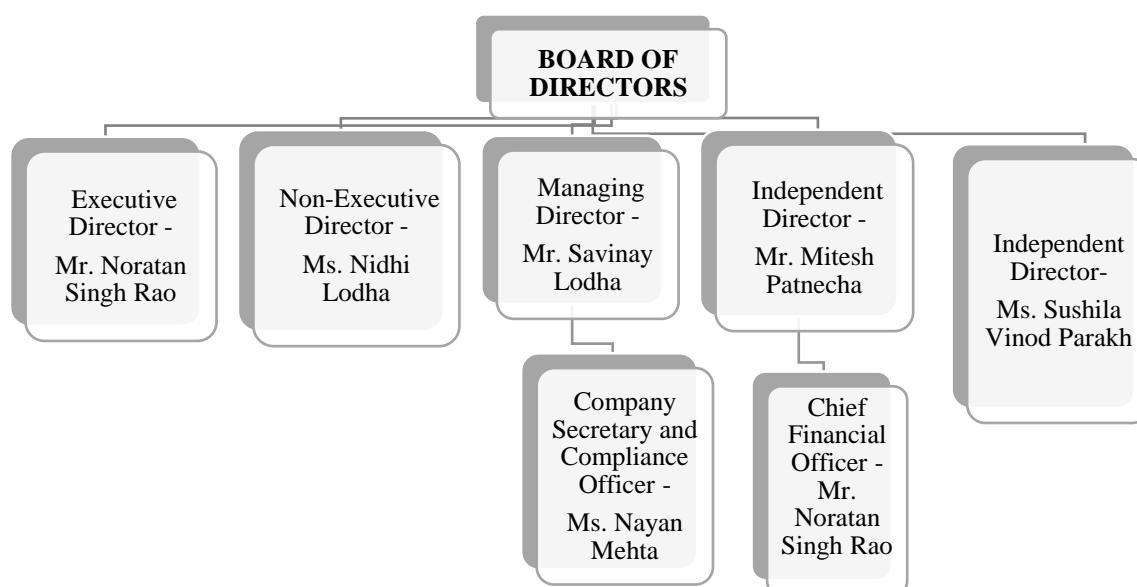 BOARD OF
DIRECTORS
Executive
Director -
Mr. Noratan
Singh Rao
Non-Executive
Director -
Ms. Nidhi
Lodha
Managing
Director -
Mr. Savinay
Lodha
Independent
Director -
Mr. Mitesh
Patnecha
Independent
Director-
Ms. Sushila
Vinod Parakh
Company
Secretary and
Compliance
Officer -
Ms. Nayan
Mehta
Chief
Financial
Officer -
Mr.
Noratan
Singh Rao